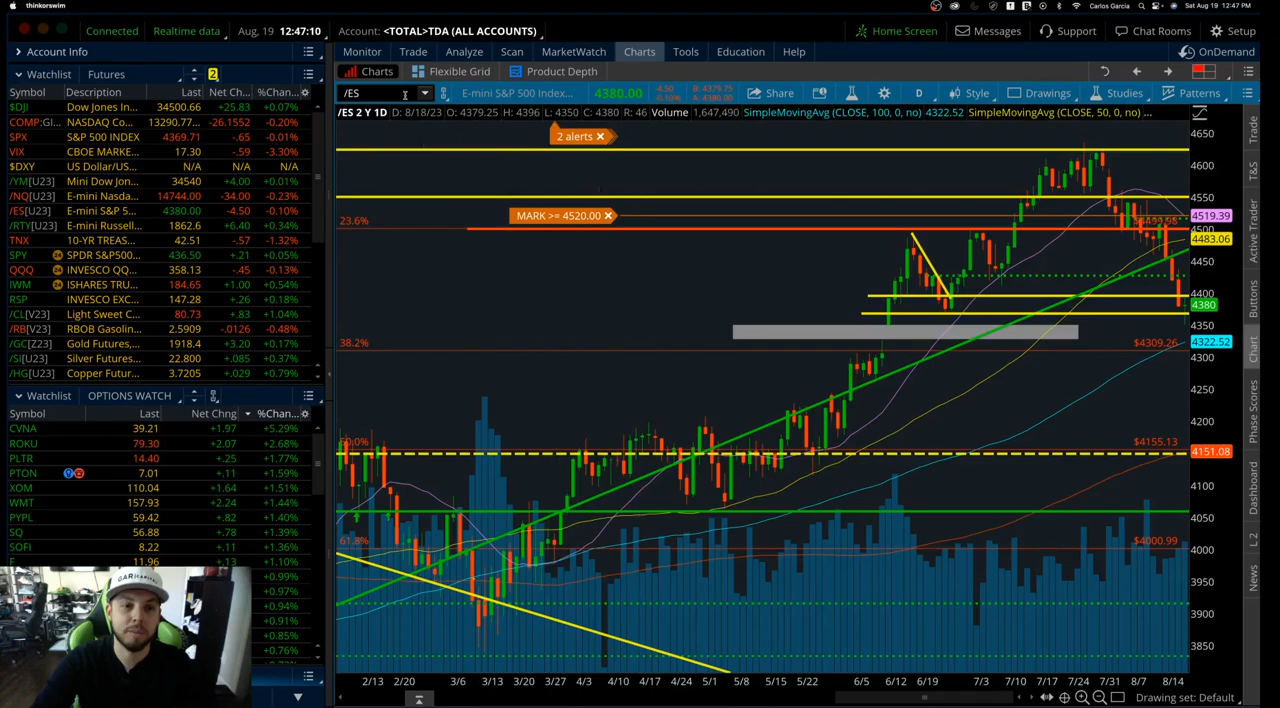 thinkorswim Carlos Garcia Sat Aug 19 12:47 PM
Connected Realtime data Aug, 19 12:47:10 Account: <TOTAL>TDA (ALL ACCOUNTS) Home Screen Messages Support Chat Rooms Setup
Account Info
Monitor Trade Analyze Scan MarketWatch Charts Tools Education Help OnDemand
Watchlist Futures 2
Charts Flexible Grid Product Depth
Symbol Description Last Net Ch... %Chan...
/ES E-mini S&P 500 Index... 4380.00 -4.50 -0.10% B: 4379.75 A: 4380.00 Share D Style Drawings Studies Patterns
/ES 2 Y 1D D: 8/18/23 O: 4379.25 H: 4396 L: 4350 C: 4380 R: 46 Volume 1,647,490 SimpleMovingAvg (CLOSE, 100, 0, no) 4322.52 SimpleMovingAvg (CLOSE, 50, 0, no) ...
$DJI Dow Jones In... 34500.66 +25.83 +0.07%
COMP:GI... NASDAQ Co... 13290.77... -26.1552 -0.20%
SPX S&P 500 INDEX 4369.71 -.65 -0.01%
VIX CBOE MARKE... 17.30 -.59 -3.30%
$DXY US Dollar/US... N/A N/A N/A
/YM[U23] Mini Dow Jon... 34540 +4.00 +0.01%
/NQ[U23] E-mini Nasda... 14744.00 -34.00 -0.23%
/ES[U23] E-mini S&P 5... 4380.00 -4.50 -0.10%
/RTY[U23] E-mini Russell... 1862.6 +6.40 +0.34%
TNX 10-YR TREAS... 42.51 -.57 -1.32%
SPY 24 SPDR S&P500... 436.50 +.21 +0.05%
QQQ 24 INVESCO QQ... 358.13 -.45 -0.13%
IWM 24 ISHARES TRUS... 184.65 +1.00 +0.54%
RSP INVESCO EXC... 147.28 +.26 +0.18%
/CL[V23] Light Sweet C... 80.73 +.83 +1.04%
/RB[V23] RBOB Gasolin... 2.5909 -.0126 -0.48%
/GC[Z23] Gold Futures,... 1918.4 +3.20 +0.17%
/SI[U23] Silver Futures... 22.800 +.085 +0.37%
/HG[U23] Copper Futur... 3.7205 +.029 +0.79%
Watchlist OPTIONS WATCH
Symbol Last Net Chng %Chan...
CVNA 39.21 +1.97 +5.29%
ROKU 79.30 +2.07 +2.68%
PLTR 14.40 +.25 +1.77%
PTON 7.01 +.11 +1.59%
XOM 110.04 +1.64 +1.51%
WMT 157.93 +2.24 +1.44%
PYPL 59.42 +.82 +1.40%
SQ 56.88 +.78 +1.39%
SOFI 8.22 +.11 +1.36%
F 11.96 +.13 +1.10%
+0.99%
+0.97%
+0.94%
+0.91%
+0.85%
+0.76%
2 alerts
MARK >= 4520.00
23.6%
38.2% $4309.26
50.0% $4155.13
61.8% $4000.99
4650
4600
4550
4519.39
4500
4483.06
4450
4400
4380
4350
4322.52
4300
4250
4200
4151.08
4100
4050
4000
3950
3900
3850
2/13 2/20 3/6 3/13 3/20 3/27 4/10 4/17 4/24 5/1 5/8 5/15 5/22 6/5 6/12 6/19 7/3 7/10 7/17 7/24 7/31 8/7 8/14
Drawing set: Default
Trade
T&S
Active Trader
Buttons
Chart
Phase Scores
Dashboard
L 2
News